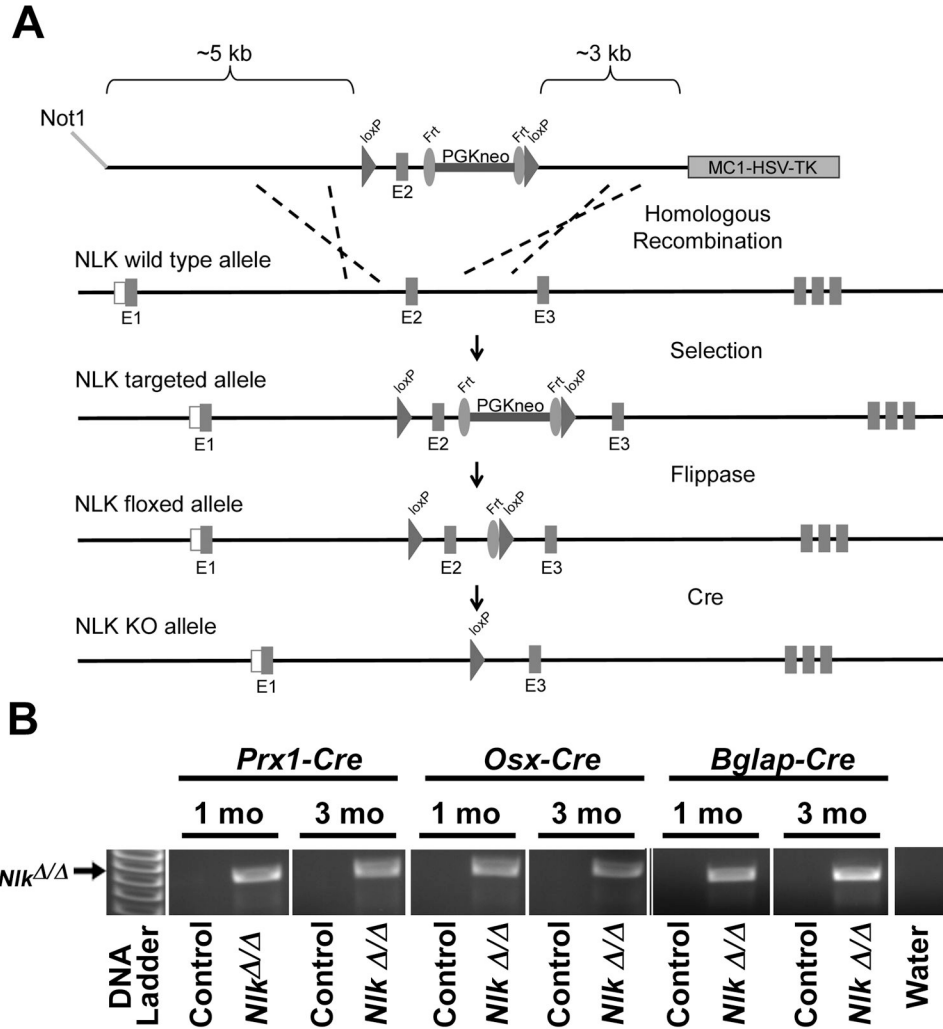 A
~5 kb ~3 kb
Not1
loxP Frt Frt loxP
PGKneo
E2
MC1-HSV-TK
Homologous
Recombination
NLK wild type allele
E1 E2 E3
Selection
NLK targeted allele
loxP Frt Frt loxP
PGKneo
E1 E2 E3
Flippase
NLK floxed allele
loxP Frt loxP
E1 E2 E3
Cre
NLK KO allele
loxP
E1 E3
B
Prx1-Cre Osx-Cre Bglap-Cre
1 mo 3 mo 1 mo 3 mo 1 mo 3 mo
Nlk Δ/Δ
DNA Ladder
Control
Nlk Δ/Δ
Control
Nlk Δ/Δ
Control
Nlk Δ/Δ
Control
Nlk Δ/Δ
Control
Nlk Δ/Δ
Control
Nlk Δ/Δ
Water